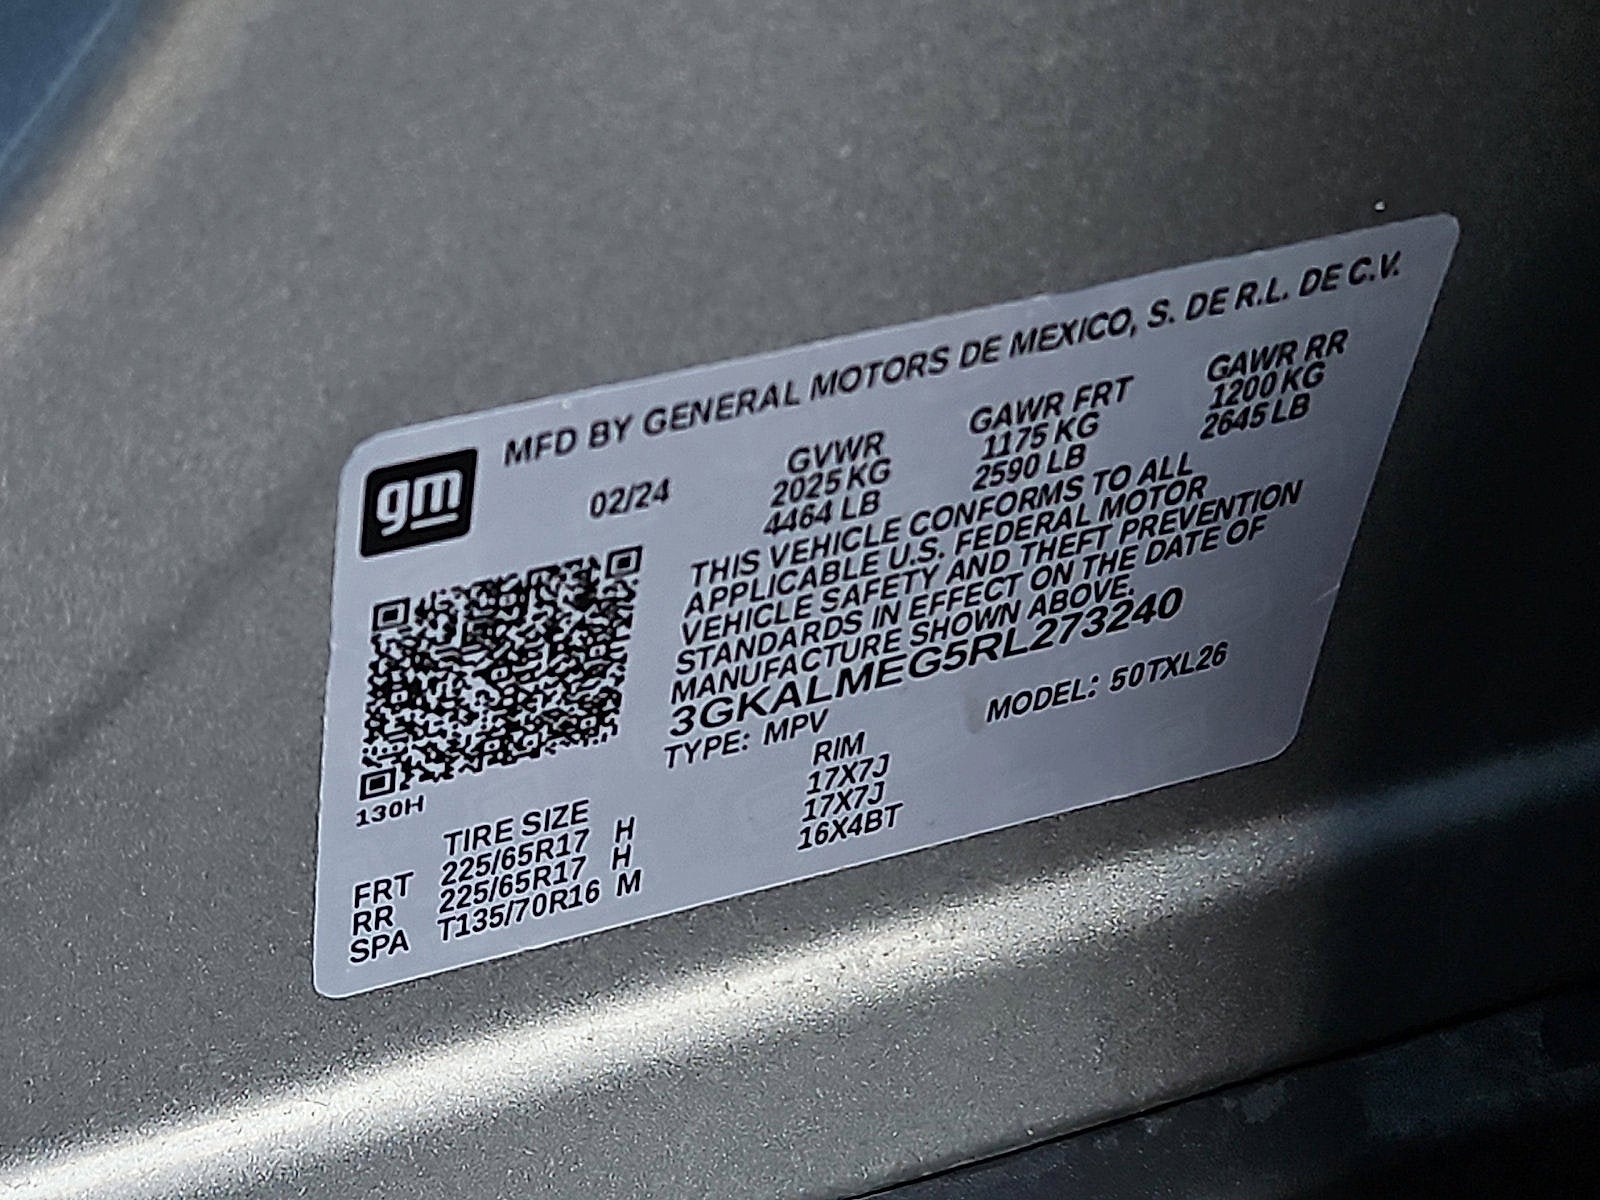 MFD BY GENERAL MOTORS DE MEXICO, S. DE R.L. DE C.V.
gm
02/24
GVWR
2025 KG
4464 LB
GAWR FRT
1175 KG
2590 LB
GAWR RR
1200 KG
2645 LB
THIS VEHICLE CONFORMS TO ALL
APPLICABLE U.S. FEDERAL MOTOR
VEHICLE SAFETY AND THEFT PREVENTION
STANDARDS IN EFFECT ON THE DATE OF
MANUFACTURE SHOWN ABOVE.
3GKALMEG5RL273240
TYPE: MPV
MODEL: 50TXL26
130H
TIRE SIZE RIM
FRT 225/65R17 H 17X7J
RR 225/65R17 H 17X7J
SPA T135/70R16 M 16X4BT